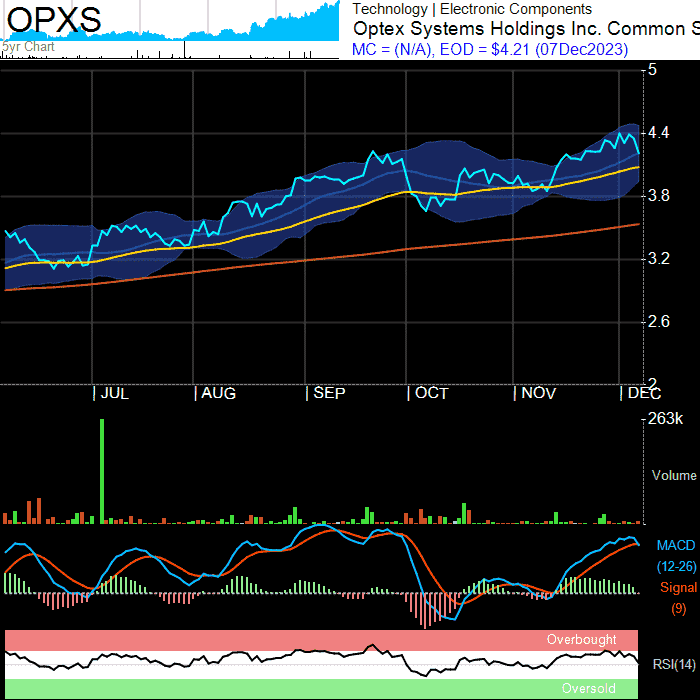 OPXS
5yr Chart
Technology | Electronic Components
Optex Systems Holdings Inc. Common S
MC = (N/A), EOD = $4.21 (07Dec2023)
5
4.4
3.8
3.2
2.6
2
JUL AUG SEP OCT NOV DEC
263k
Volume
MACD
(12-26)
Signal
(9)
Overbought
RSI(14)
Oversold